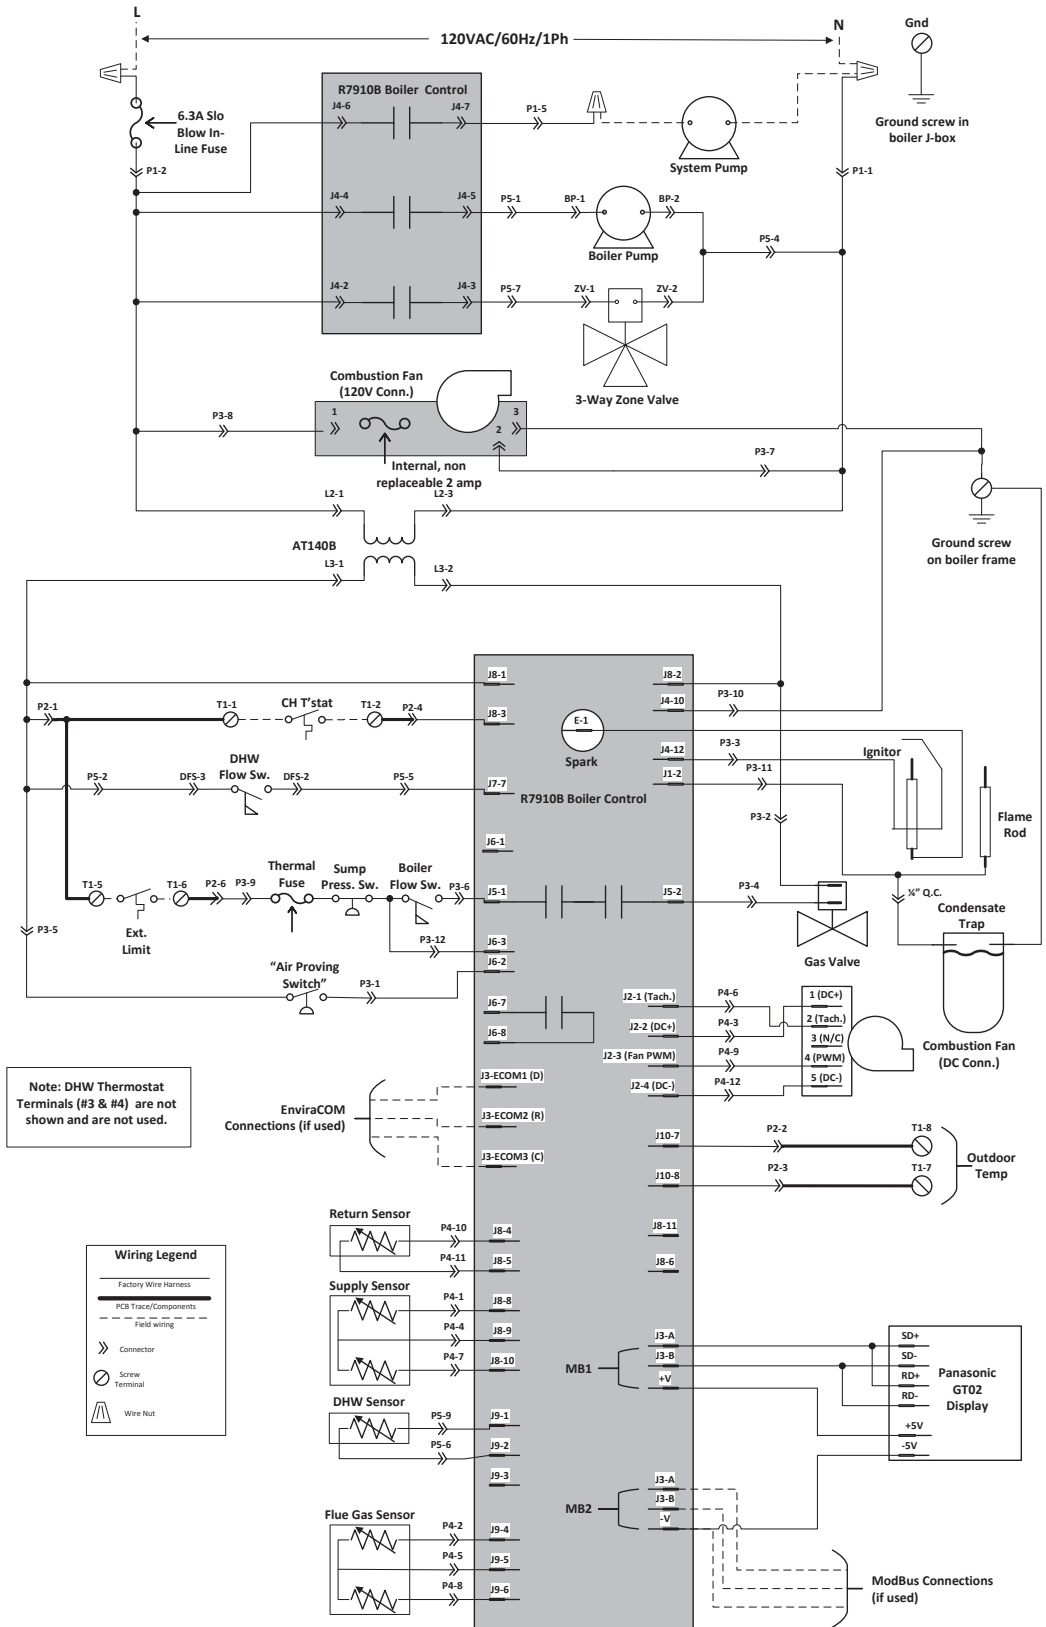 L
N
Gnd
120VAC/60Hz/1Ph
R7910B Boiler Control
J4-6
J4-7
P1-5
6.3A Slo
Blow In-
Line Fuse
System Pump
Ground screw in
boiler J-box
P1-2
P1-1
J4-4
J4-5
P5-1
BP-1
BP-2
Boiler Pump
P5-4
J4-2
J4-3
P5-7
ZV-1
ZV-2
3-Way Zone Valve
Combustion Fan
(120V Conn.)
P3-8
1
3
2
Internal, non
replaceable 2 amp
P3-7
L2-1
L2-3
AT140B
L3-1
L3-2
Ground screw
on boiler frame
J8-1
J8-2
P2-1
T1-1
CH T'stat
T1-2
P2-4
J8-3
J4-10
P3-10
E-1
Spark
J4-12
P3-3
Ignitor
DHW
Flow Sw.
P5-2
DFS-3
DFS-2
P5-5
J7-7
J1-2
P3-11
R7910B Boiler Control
P3-2
Flame
Rod
J6-1
Thermal
Fuse
Sump
Press. Sw.
Boiler
Flow Sw.
T1-5
T1-6
P2-6
P3-9
P3-6
J5-1
J5-2
P3-4
¼" Q.C.
Condensate
Trap
Ext.
Limit
P3-5
P3-12
J6-3
J6-2
Gas Valve
"Air Proving
Switch"
P3-1
J6-7
J6-8
J2-1 (Tach.)
P4-6
1 (DC+)
J2-2 (DC+)
P4-3
2 (Tach.)
3 (N/C)
J2-3 (Fan PWM)
P4-9
4 (PWM)
J2-4 (DC-)
P4-12
5 (DC-)
Combustion Fan
(DC Conn.)
Note: DHW Thermostat
Terminals (#3 & #4) are not
shown and are not used.
EnviraCOM
Connections (if used)
J3-ECOM1 (D)
J3-ECOM2 (R)
J3-ECOM3 (C)
J10-7
P2-2
T1-8
J10-8
P2-3
T1-7
Outdoor
Temp
Return Sensor
P4-10
J8-4
P4-11
J8-5
J8-11
J8-6
Wiring Legend
Factory Wire Harness
PCB Trace/Components
Field wiring
Connector
Screw
Terminal
Wire Nut
Supply Sensor
P4-1
J8-8
P4-4
J8-9
P4-7
J8-10
MB1
J3-A
J3-B
+V
SD+
SD-
RD+
RD-
+5V
-5V
Panasonic
GT02
Display
DHW Sensor
P5-9
J9-1
P5-6
J9-2
J9-3
MB2
J3-A
J3-B
-V
Flue Gas Sensor
P4-2
J9-4
P4-5
J9-5
P4-8
J9-6
ModBus Connections
(if used)